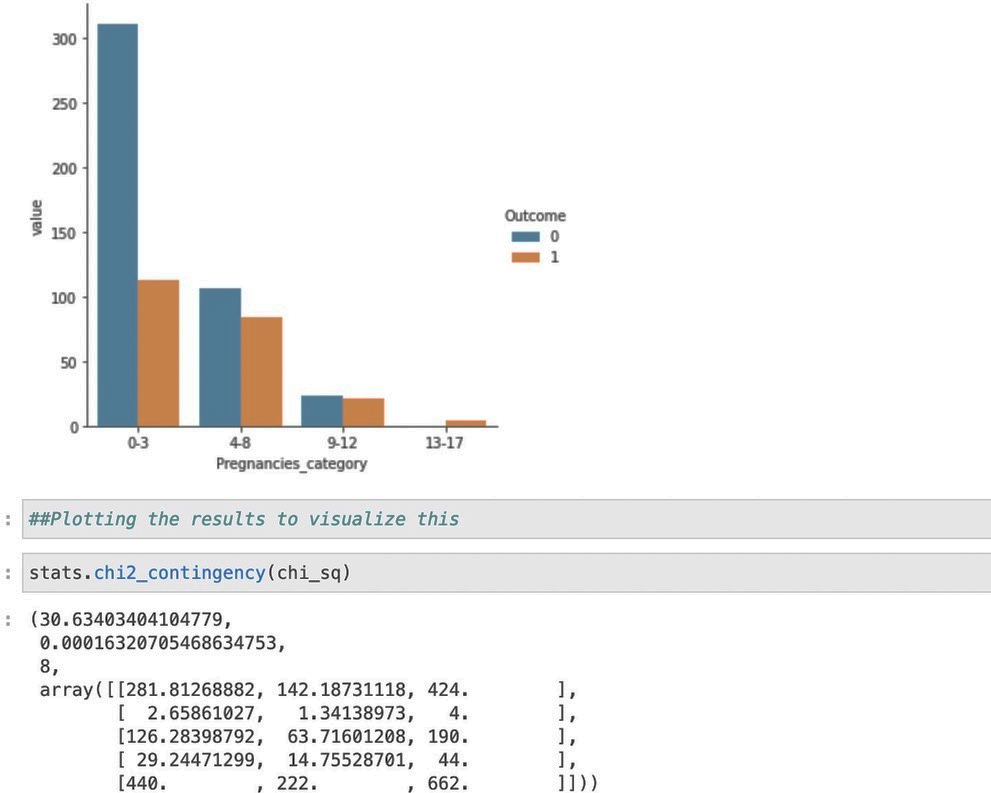 300
250
200
150
100
50
0
value
0-3 4-8 9-12 13-17
Pregnancies_category
Outcome
0
1
: ##Plotting the results to visualize this
: stats.chi2_contingency(chi_sq)
: (30.63403404104779,
0.00016320705468634753,
8,
array([[281.81268882, 142.18731118, 424. ],
[ 2.65861027, 1.34138973, 4. ],
[126.28398792, 63.71601208, 190. ],
[ 29.24471299, 14.75528701, 44. ],
[440. , 222. , 662. ]]))